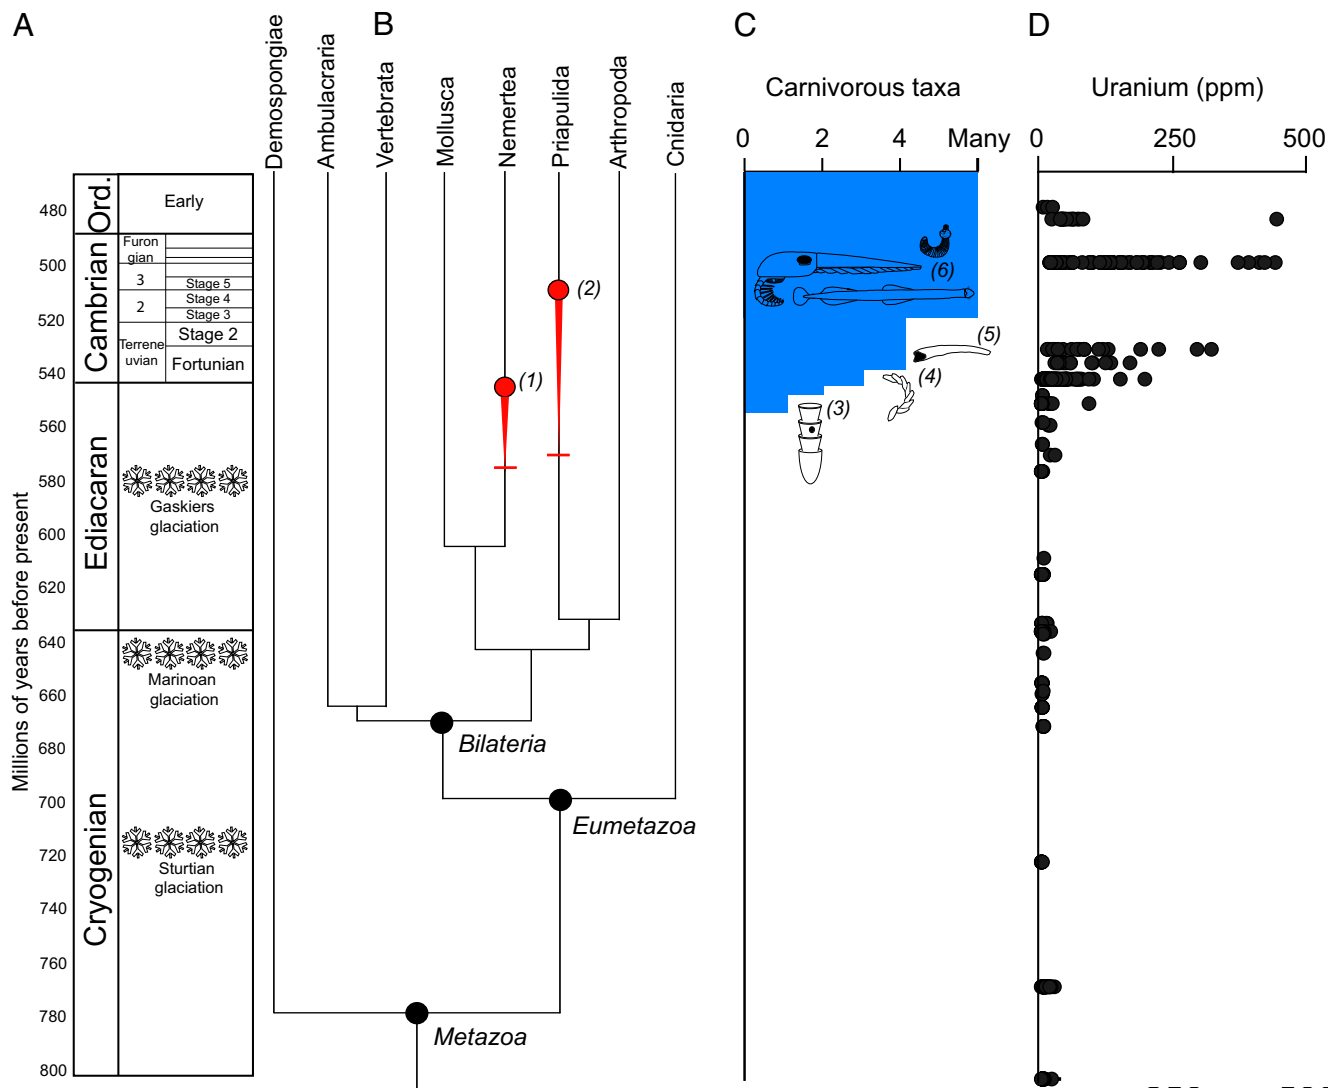 A
B
C
D
Demospongiae
Ambulacraria
Vertebrata
Mollusca
Nemertea
Priapulida
Arthropoda
Cnidaria
Carnivorous taxa
0 2 4 Many
Uranium (ppm)
0 250 500
Millions of years before present
480
500
520
540
560
580
600
620
640
660
680
700
720
740
760
780
800
Ord.
Cambrian
Ediacaran
Cryogenian
Early
Furon
gian
3
2
Terrene
uvian
Stage 5
Stage 4
Stage 3
Stage 2
Fortunian
Gaskiers
glaciation
Marinoan
glaciation
Sturtian
glaciation
(1)
(2)
Bilateria
Eumetazoa
Metazoa
(6)
(5)
(4)
(3)